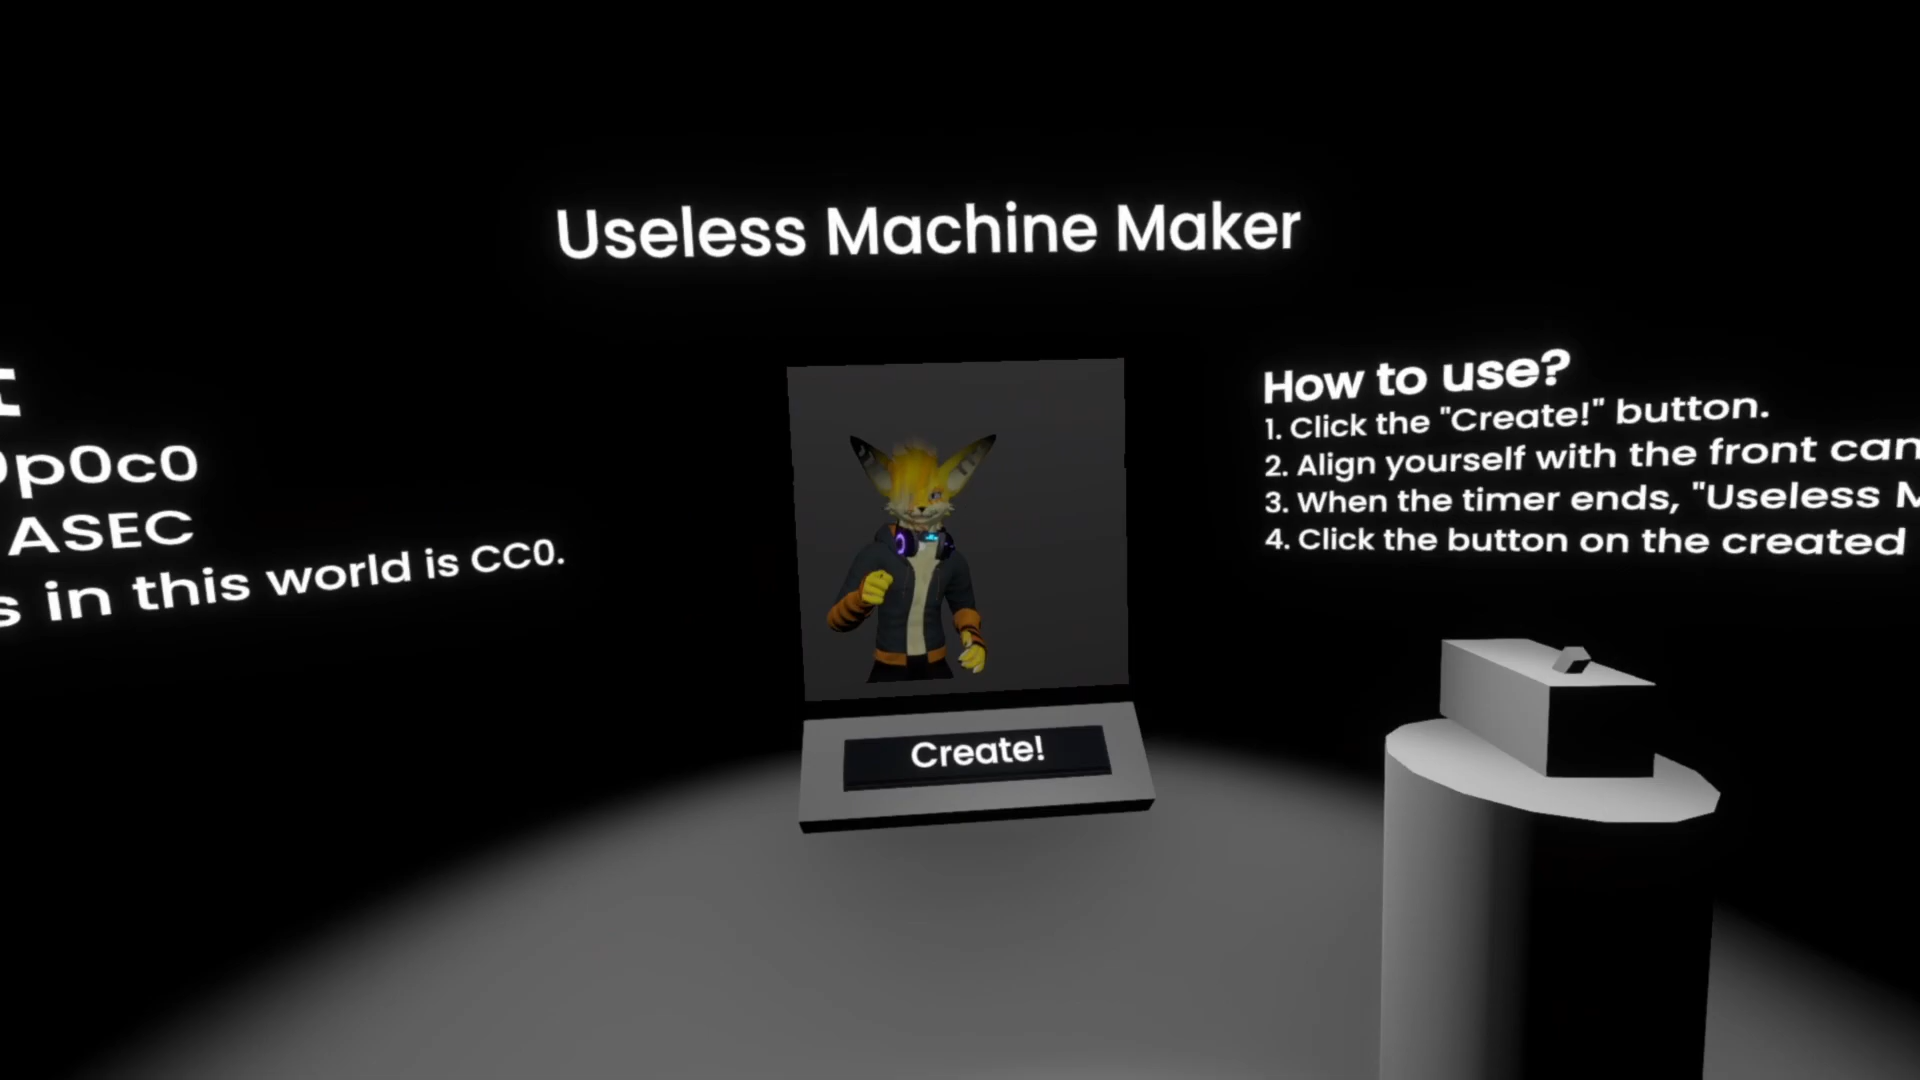 Useless Machine Maker
p0c0
ASEC
in this world is CC0.
How to use?
1. Click the "Create!" button.
2. Align yourself with the front
3. When the timer ends, "Useless
4. Click the button on the created
Create!